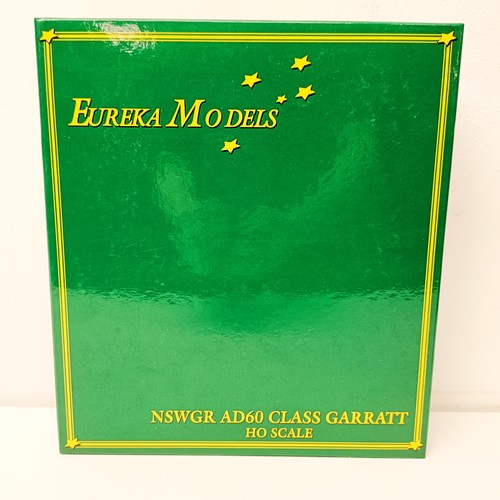 EUREKA MODELS
NSWGR AD60 CLASS GARRATT
HO SCALE